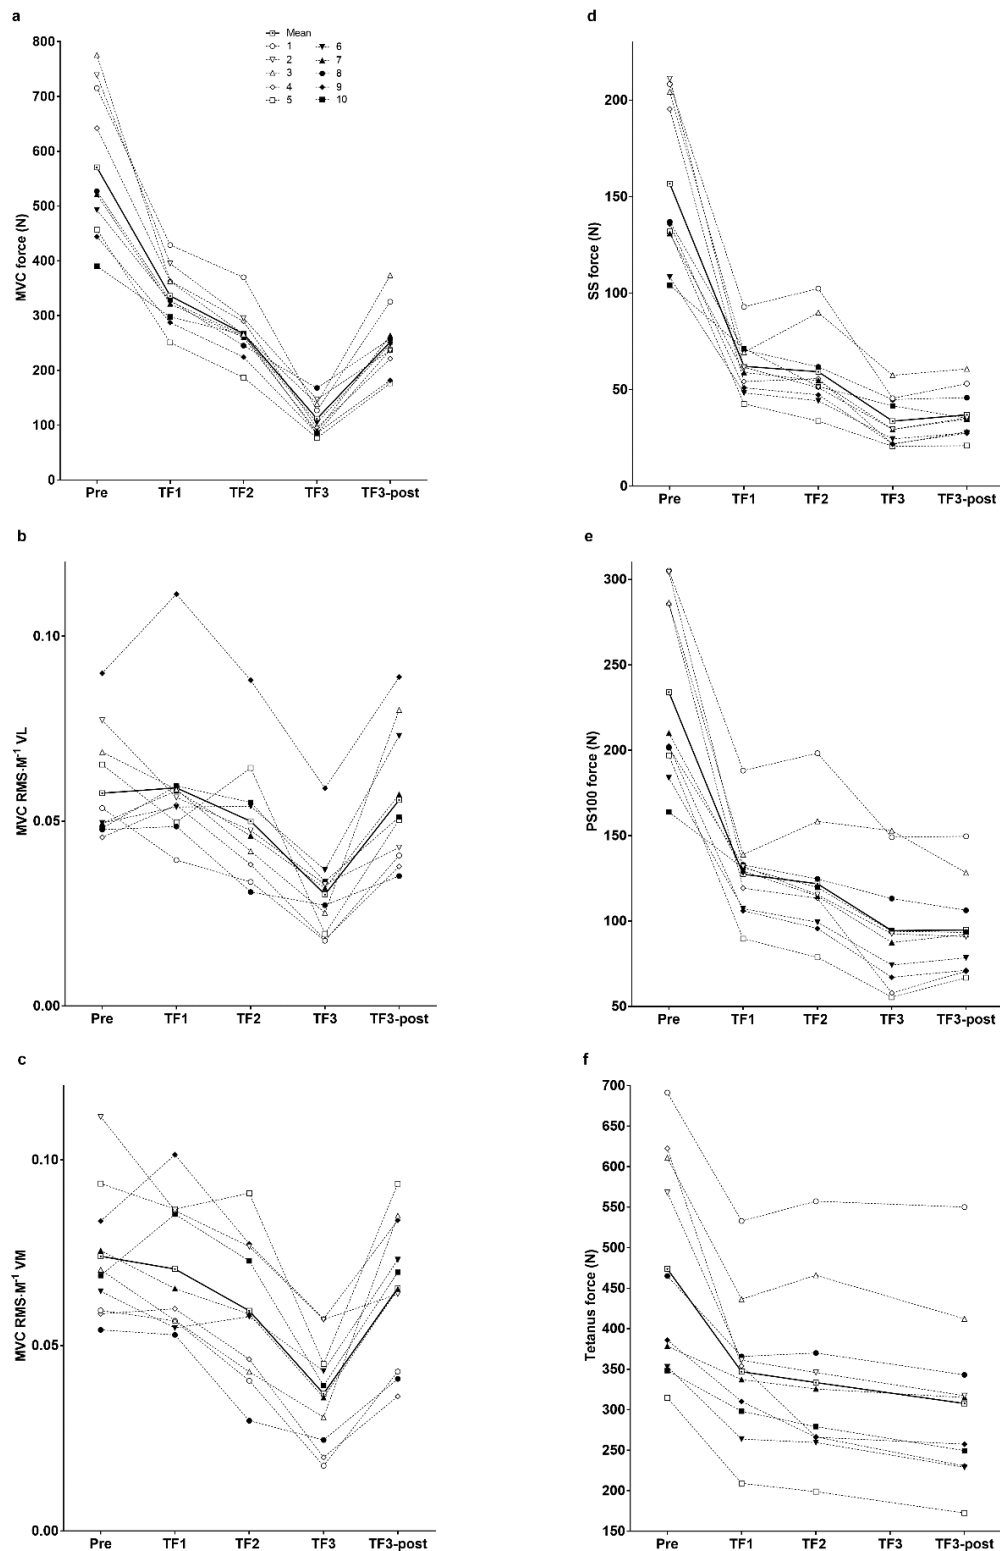 a
Mean
1
2
3
4
5
6
7
8
9
10
800
700
600
500
400
300
200
100
0
MVC force (N)
Pre TF1 TF2 TF3 TF3-post
d
200
150
100
50
0
SS force (N)
Pre TF1 TF2 TF3 TF3-post
b
0.10
0.05
0.00
MVC RMS·M⁻¹ VL
Pre TF1 TF2 TF3 TF3-post
e
300
250
200
150
100
50
PS100 force (N)
Pre TF1 TF2 TF3 TF3-post
c
0.10
0.05
0.00
MVC RMS·M⁻¹ VM
Pre TF1 TF2 TF3 TF3-post
f
700
650
600
550
500
450
400
350
300
250
200
150
Tetanus force (N)
Pre TF1 TF2 TF3 TF3-post